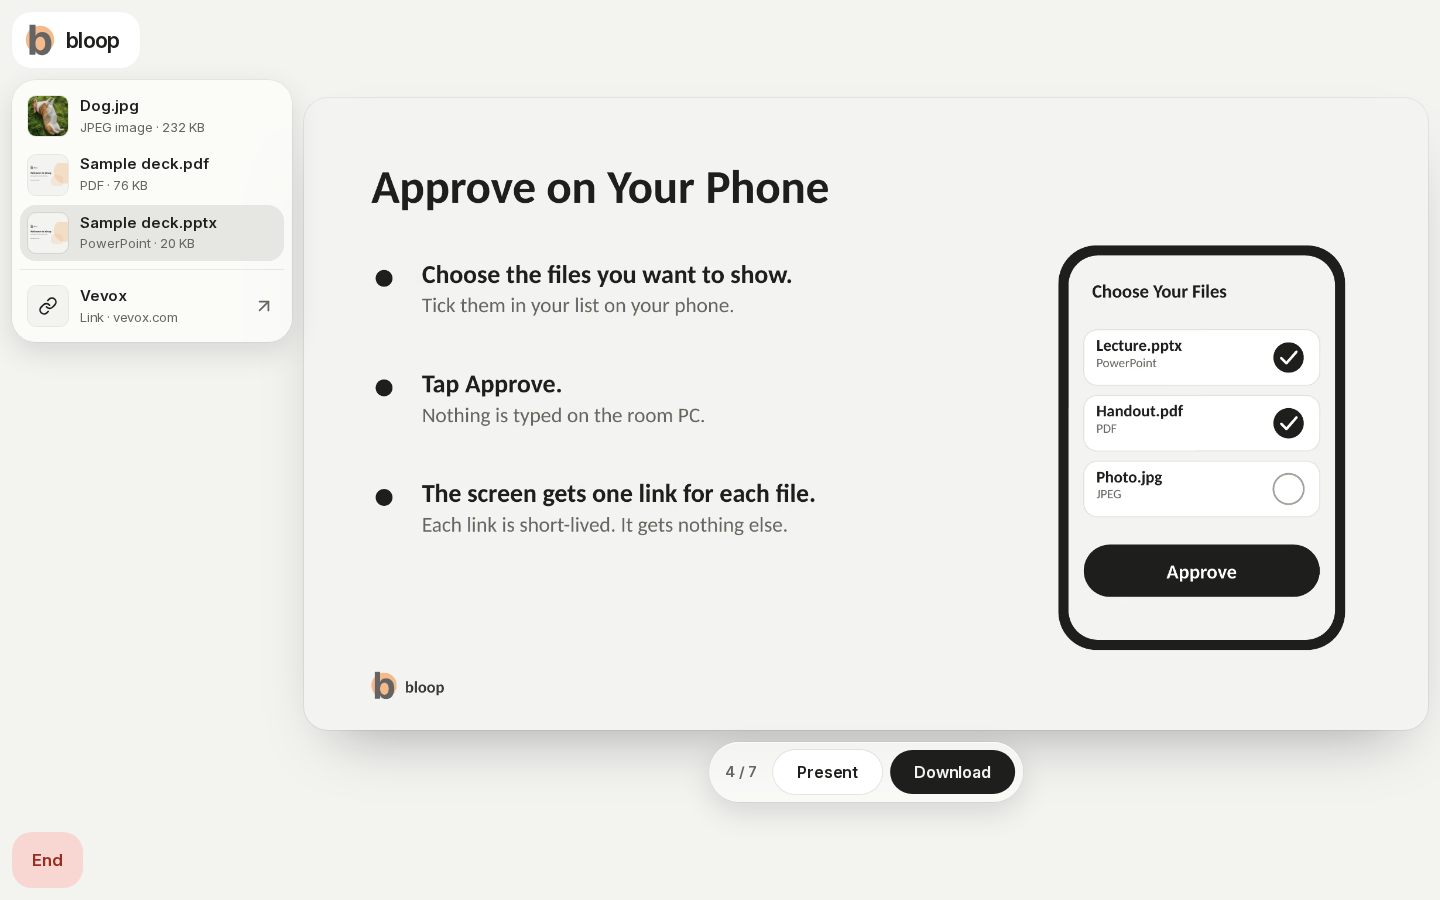 bloop
Dog.jpg
JPEG image · 232 KB
Sample deck.pdf
PDF · 76 KB
Sample deck.pptx
PowerPoint · 20 KB
Vevox
Link · vevox.com
End
Approve on Your Phone
Choose the files you want to show.
Tick them in your list on your phone.
Tap Approve.
Nothing is typed on the room PC.
The screen gets one link for each file.
Each link is short-lived. It gets nothing else.
Choose Your Files
Lecture.pptx
PowerPoint
Handout.pdf
PDF
Photo.jpg
JPEG
Approve
bloop
4 / 7
Present
Download